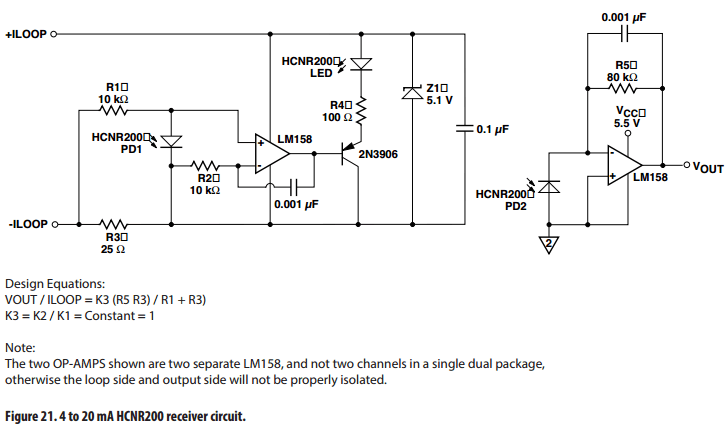 0.001 µF
+ILOOP
HCNR200□
LED
R5□
80 kΩ
R1□
10 kΩ
Z1□
5.1 V
R4□
100 Ω
VCC□
5.5 V
HCNR200□
PD1
+
LM158
0.1 µF
-
2N3906
-
VOUT
R2□
10 kΩ
+
LM158
HCNR200□
PD2
0.001 µF
-ILOOP
R3□
25 Ω
2
Design Equations:
VOUT / ILOOP = K3 (R5 R3) / R1 + R3)
K3 = K2 / K1 = Constant = 1
Note:
The two OP-AMPS shown are two separate LM158, and not two channels in a single dual package,
otherwise the loop side and output side will not be properly isolated.
Figure 21. 4 to 20 mA HCNR200 receiver circuit.